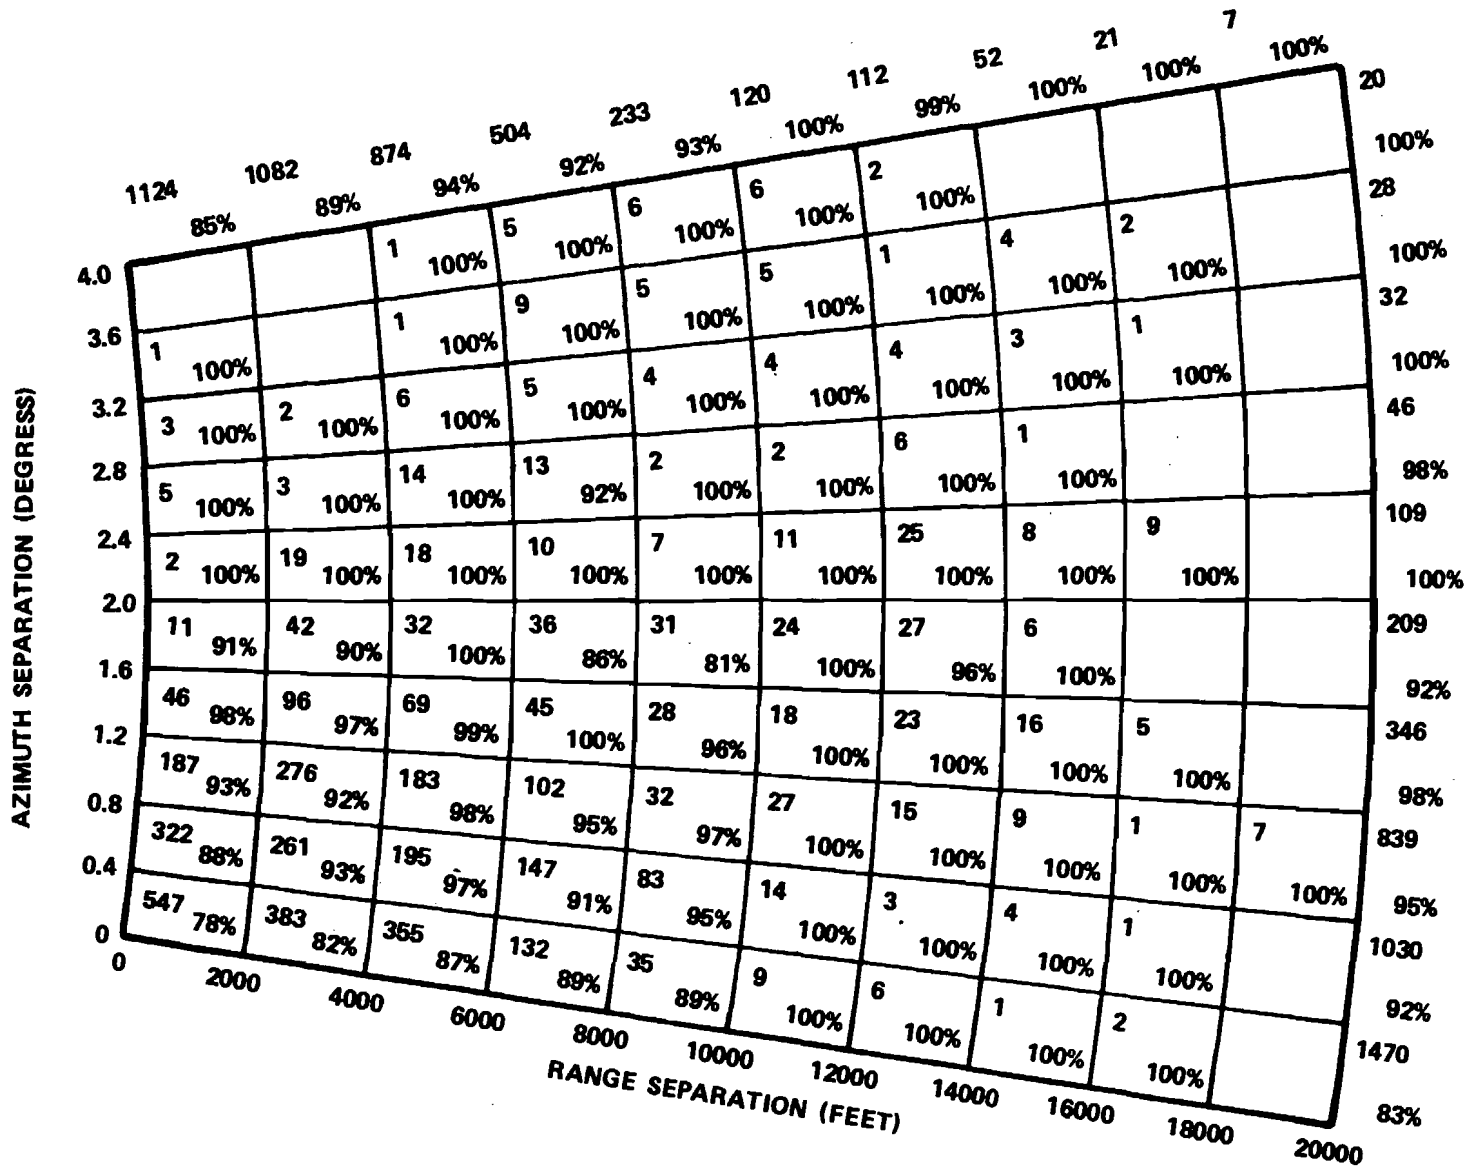 1124 1082 874 504 233 120 112 52 21 7
85% 89% 94% 92% 93% 100% 99% 100% 100% 100%
4.0 1 100% 5 100% 6 100% 6 100% 2 100% 20 100%
3.6 1 100% 1 100% 9 100% 5 100% 5 100% 1 100% 4 100% 2 100% 28 100%
3.2 3 100% 2 100% 6 100% 5 100% 4 100% 4 100% 4 100% 3 100% 1 100% 32 100%
2.8 5 100% 3 100% 14 100% 13 92% 2 100% 2 100% 6 100% 1 100% 46 98%
2.4 2 100% 19 100% 18 100% 10 100% 7 100% 11 100% 25 100% 8 100% 9 100% 109 100%
2.0 11 91% 42 90% 32 100% 36 86% 31 81% 24 100% 27 96% 6 100% 209 92%
1.6 46 98% 96 97% 69 99% 45 100% 28 96% 18 100% 23 100% 16 100% 5 100% 346 98%
1.2 187 93% 276 92% 183 98% 102 95% 32 97% 27 100% 15 100% 9 100% 1 100% 7 100% 839 95%
0.8 322 88% 261 93% 195 97% 147 91% 83 95% 14 100% 3 100% 4 100% 1 100% 1030 92%
0.4 547 78% 383 82% 355 87% 132 89% 35 89% 9 100% 6 100% 1 100% 2 100% 1470 83%
0
0 2000 4000 6000 8000 10000 12000 14000 16000 18000 20000
RANGE SEPARATION (FEET)
AZIMUTH SEPARATION (DEGRESS)